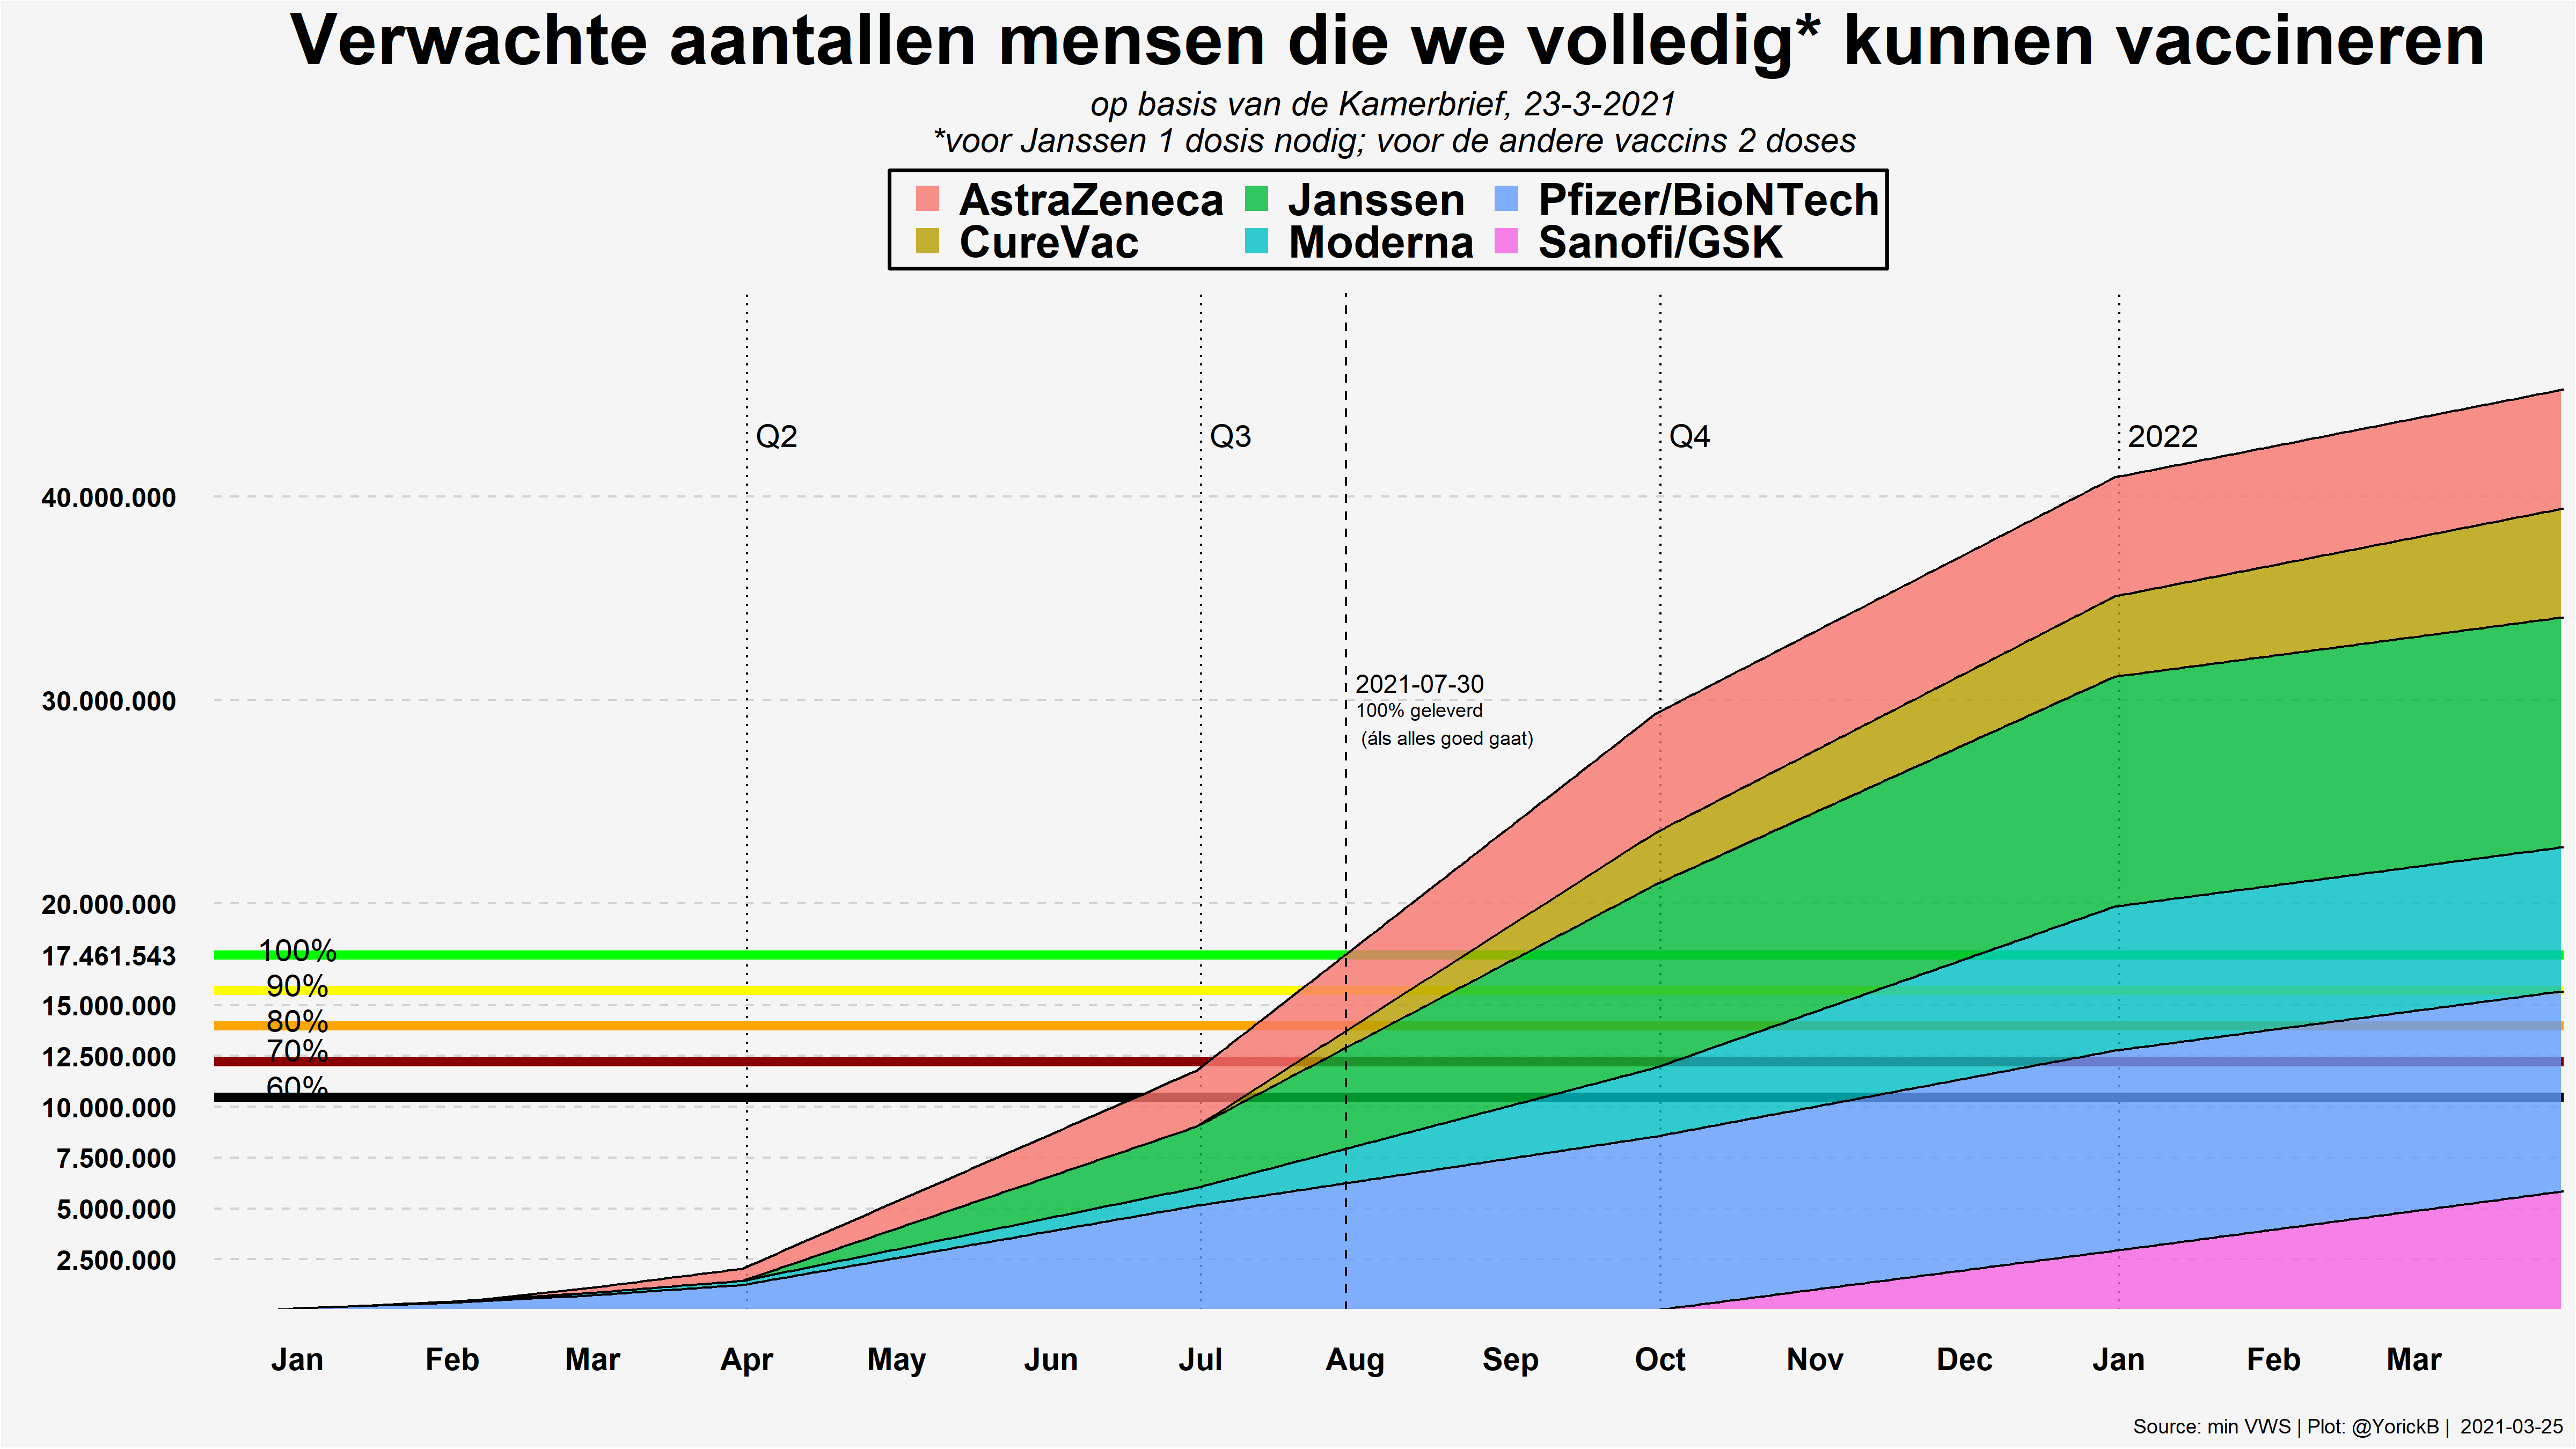 Verwachte aantallen mensen die we volledig* kunnen vaccineren
op basis van de Kamerbrief, 23-3-2021
*voor Janssen 1 dosis nodig; voor de andere vaccins 2 doses
AstraZeneca Janssen Pfizer/BioNTech
CureVac Moderna Sanofi/GSK
Q2 Q3 Q4 2022
40.000.000
2021-07-30
30.000.000
100% geleverd
(áls alles goed gaat)
20.000.000
17.461.543 100%
90%
15.000.000
80%
12.500.000 70%
60%
10.000.000
7.500.000
5.000.000
2.500.000
Jan Feb Mar Apr May Jun Jul Aug Sep Oct Nov Dec Jan Feb Mar
Source: min VWS | Plot: @YorickB | 2021-03-25